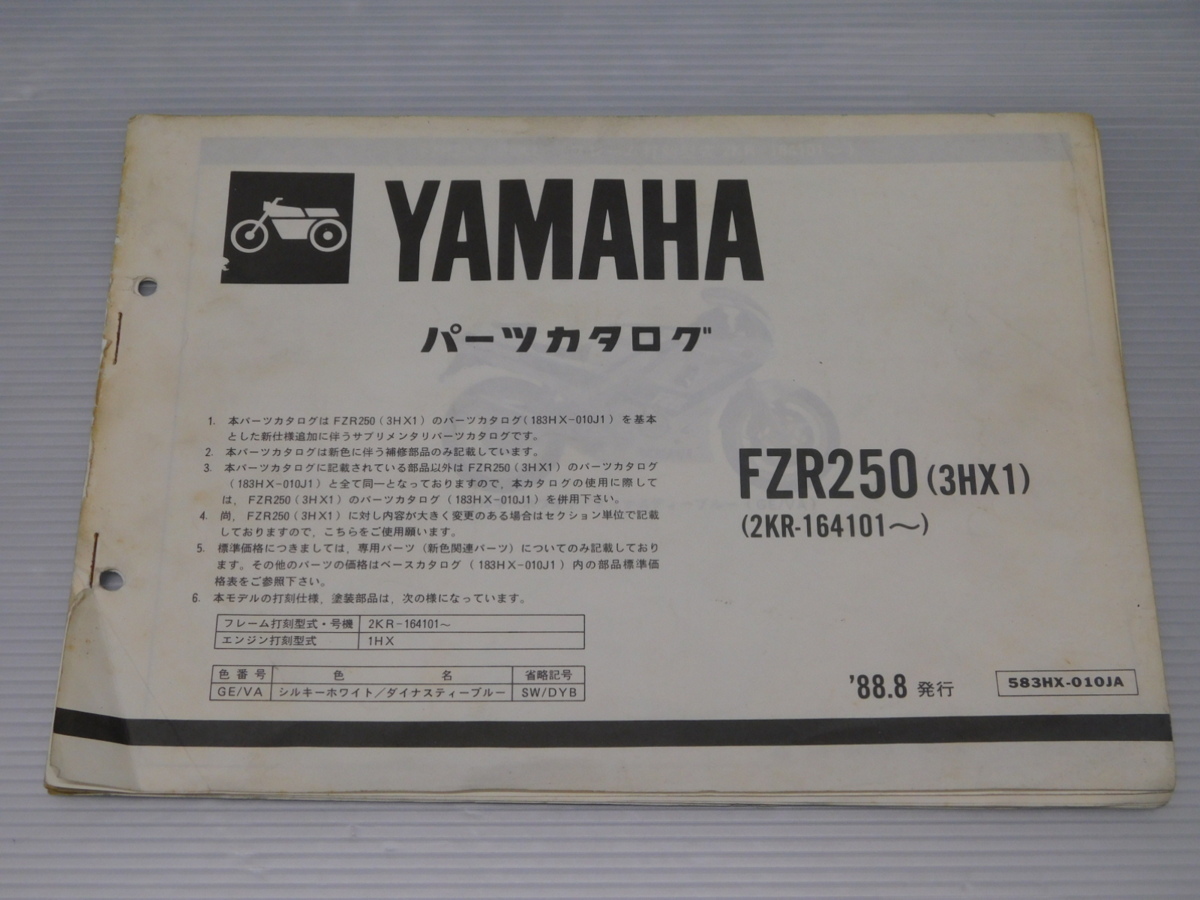 YAMAHA
パーツカタログ
1. 本パーツカタログは FZR250(3HX1)のパーツカタログ(183HX-010J1)を基本
とした新仕様追加に伴うサプリメンタリパーツカタログです。
2. 本パーツカタログは新色に伴う補修部品のみ記載しています。
3. 本パーツカタログに記載されている部品以外は FZR250(3HX1)のパーツカタログ
(183HX-010J1)と全て同一となっておりますので,本カタログの使用に際して
は, FZR250(3HX1)のパーツカタログ(183HX-010J1)を併用下さい。
4. 尚, FZR250(3HX1)に対し内容が大きく変更のある場合はセクション単位で記載
しておりますので,こちらをご使用願います。
5. 標準価格につきましては,専用パーツ(新色関連パーツ)についてのみ記載しており
ます。その他のパーツの価格はベースカタログ(183HX-010J1)内の部品標準価
格表をご参照下さい。
6. 本モデルの打刻仕様,塗装部品は,次の様になっています。
フレーム打刻型式・号機 2KR-164101~
エンジン打刻型式 1HX
色番号 色名 省略記号
GE/VA シルキーホワイト/ダイナスティーブルー SW/DYB
FZR250(3HX1)
(2KR-164101~)
'88.8 発行
583HX-010JA